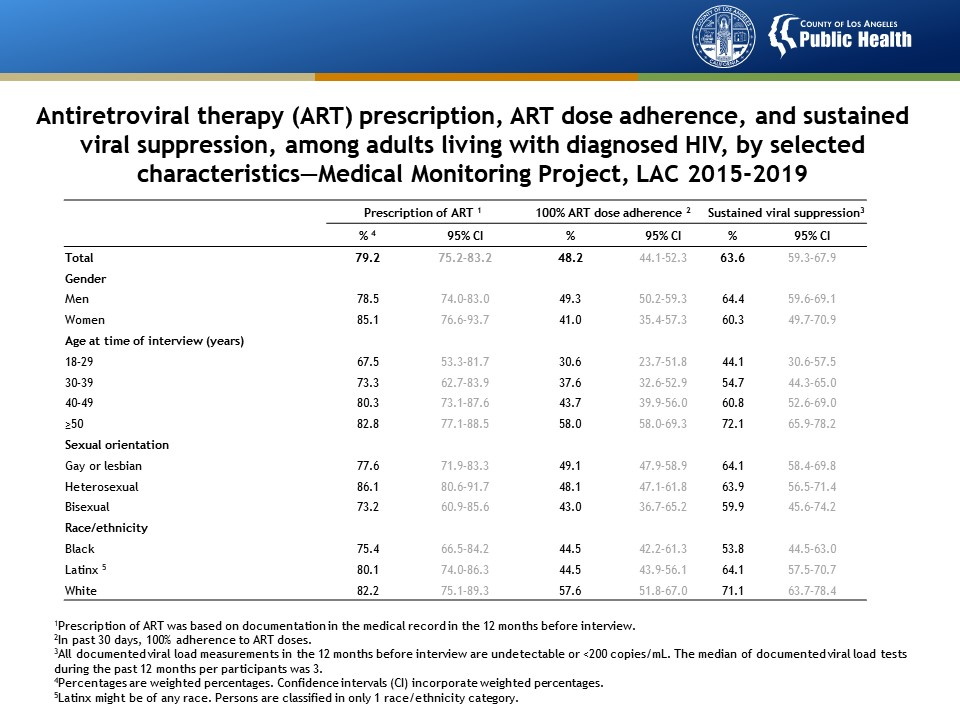 COUNTY OF LOS ANGELES
CALIFORNIA
COUNTY OF LOS ANGELES
Public Health
Antiretroviral therapy (ART) prescription, ART dose adherence, and sustained
viral suppression, among adults living with diagnosed HIV, by selected
characteristics—Medical Monitoring Project, LAC 2015-2019
Prescription of ART 1 100% ART dose adherence 2 Sustained viral suppression3
% 4 95% CI % 95% CI % 95% CI
Total 79.2 75.2-83.2 48.2 44.1-52.3 63.6 59.3-67.9
Gender
Men 78.5 74.0-83.0 49.3 50.2-59.3 64.4 59.6-69.1
Women 85.1 76.6-93.7 41.0 35.4-57.3 60.3 49.7-70.9
Age at time of interview (years)
18-29 67.5 53.3-81.7 30.6 23.7-51.8 44.1 30.6-57.5
30-39 73.3 62.7-83.9 37.6 32.6-52.9 54.7 44.3-65.0
40-49 80.3 73.1-87.6 43.7 39.9-56.0 60.8 52.6-69.0
≥50 82.8 77.1-88.5 58.0 58.0-69.3 72.1 65.9-78.2
Sexual orientation
Gay or lesbian 77.6 71.9-83.3 49.1 47.9-58.9 64.1 58.4-69.8
Heterosexual 86.1 80.6-91.7 48.1 47.1-61.8 63.9 56.5-71.4
Bisexual 73.2 60.9-85.6 43.0 36.7-65.2 59.9 45.6-74.2
Race/ethnicity
Black 75.4 66.5-84.2 44.5 42.2-61.3 53.8 44.5-63.0
Latinx 5 80.1 74.0-86.3 44.5 43.9-56.1 64.1 57.5-70.7
White 82.2 75.1-89.3 57.6 51.8-67.0 71.1 63.7-78.4
1Prescription of ART was based on documentation in the medical record in the 12 months before interview.
2In past 30 days, 100% adherence to ART doses.
3All documented viral load measurements in the 12 months before interview are undetectable or <200 copies/mL. The median of documented viral load tests
during the past 12 months per participants was 3.
4Percentages are weighted percentages. Confidence intervals (CI) incorporate weighted percentages.
5Latinx might be of any race. Persons are classified in only 1 race/ethnicity category.